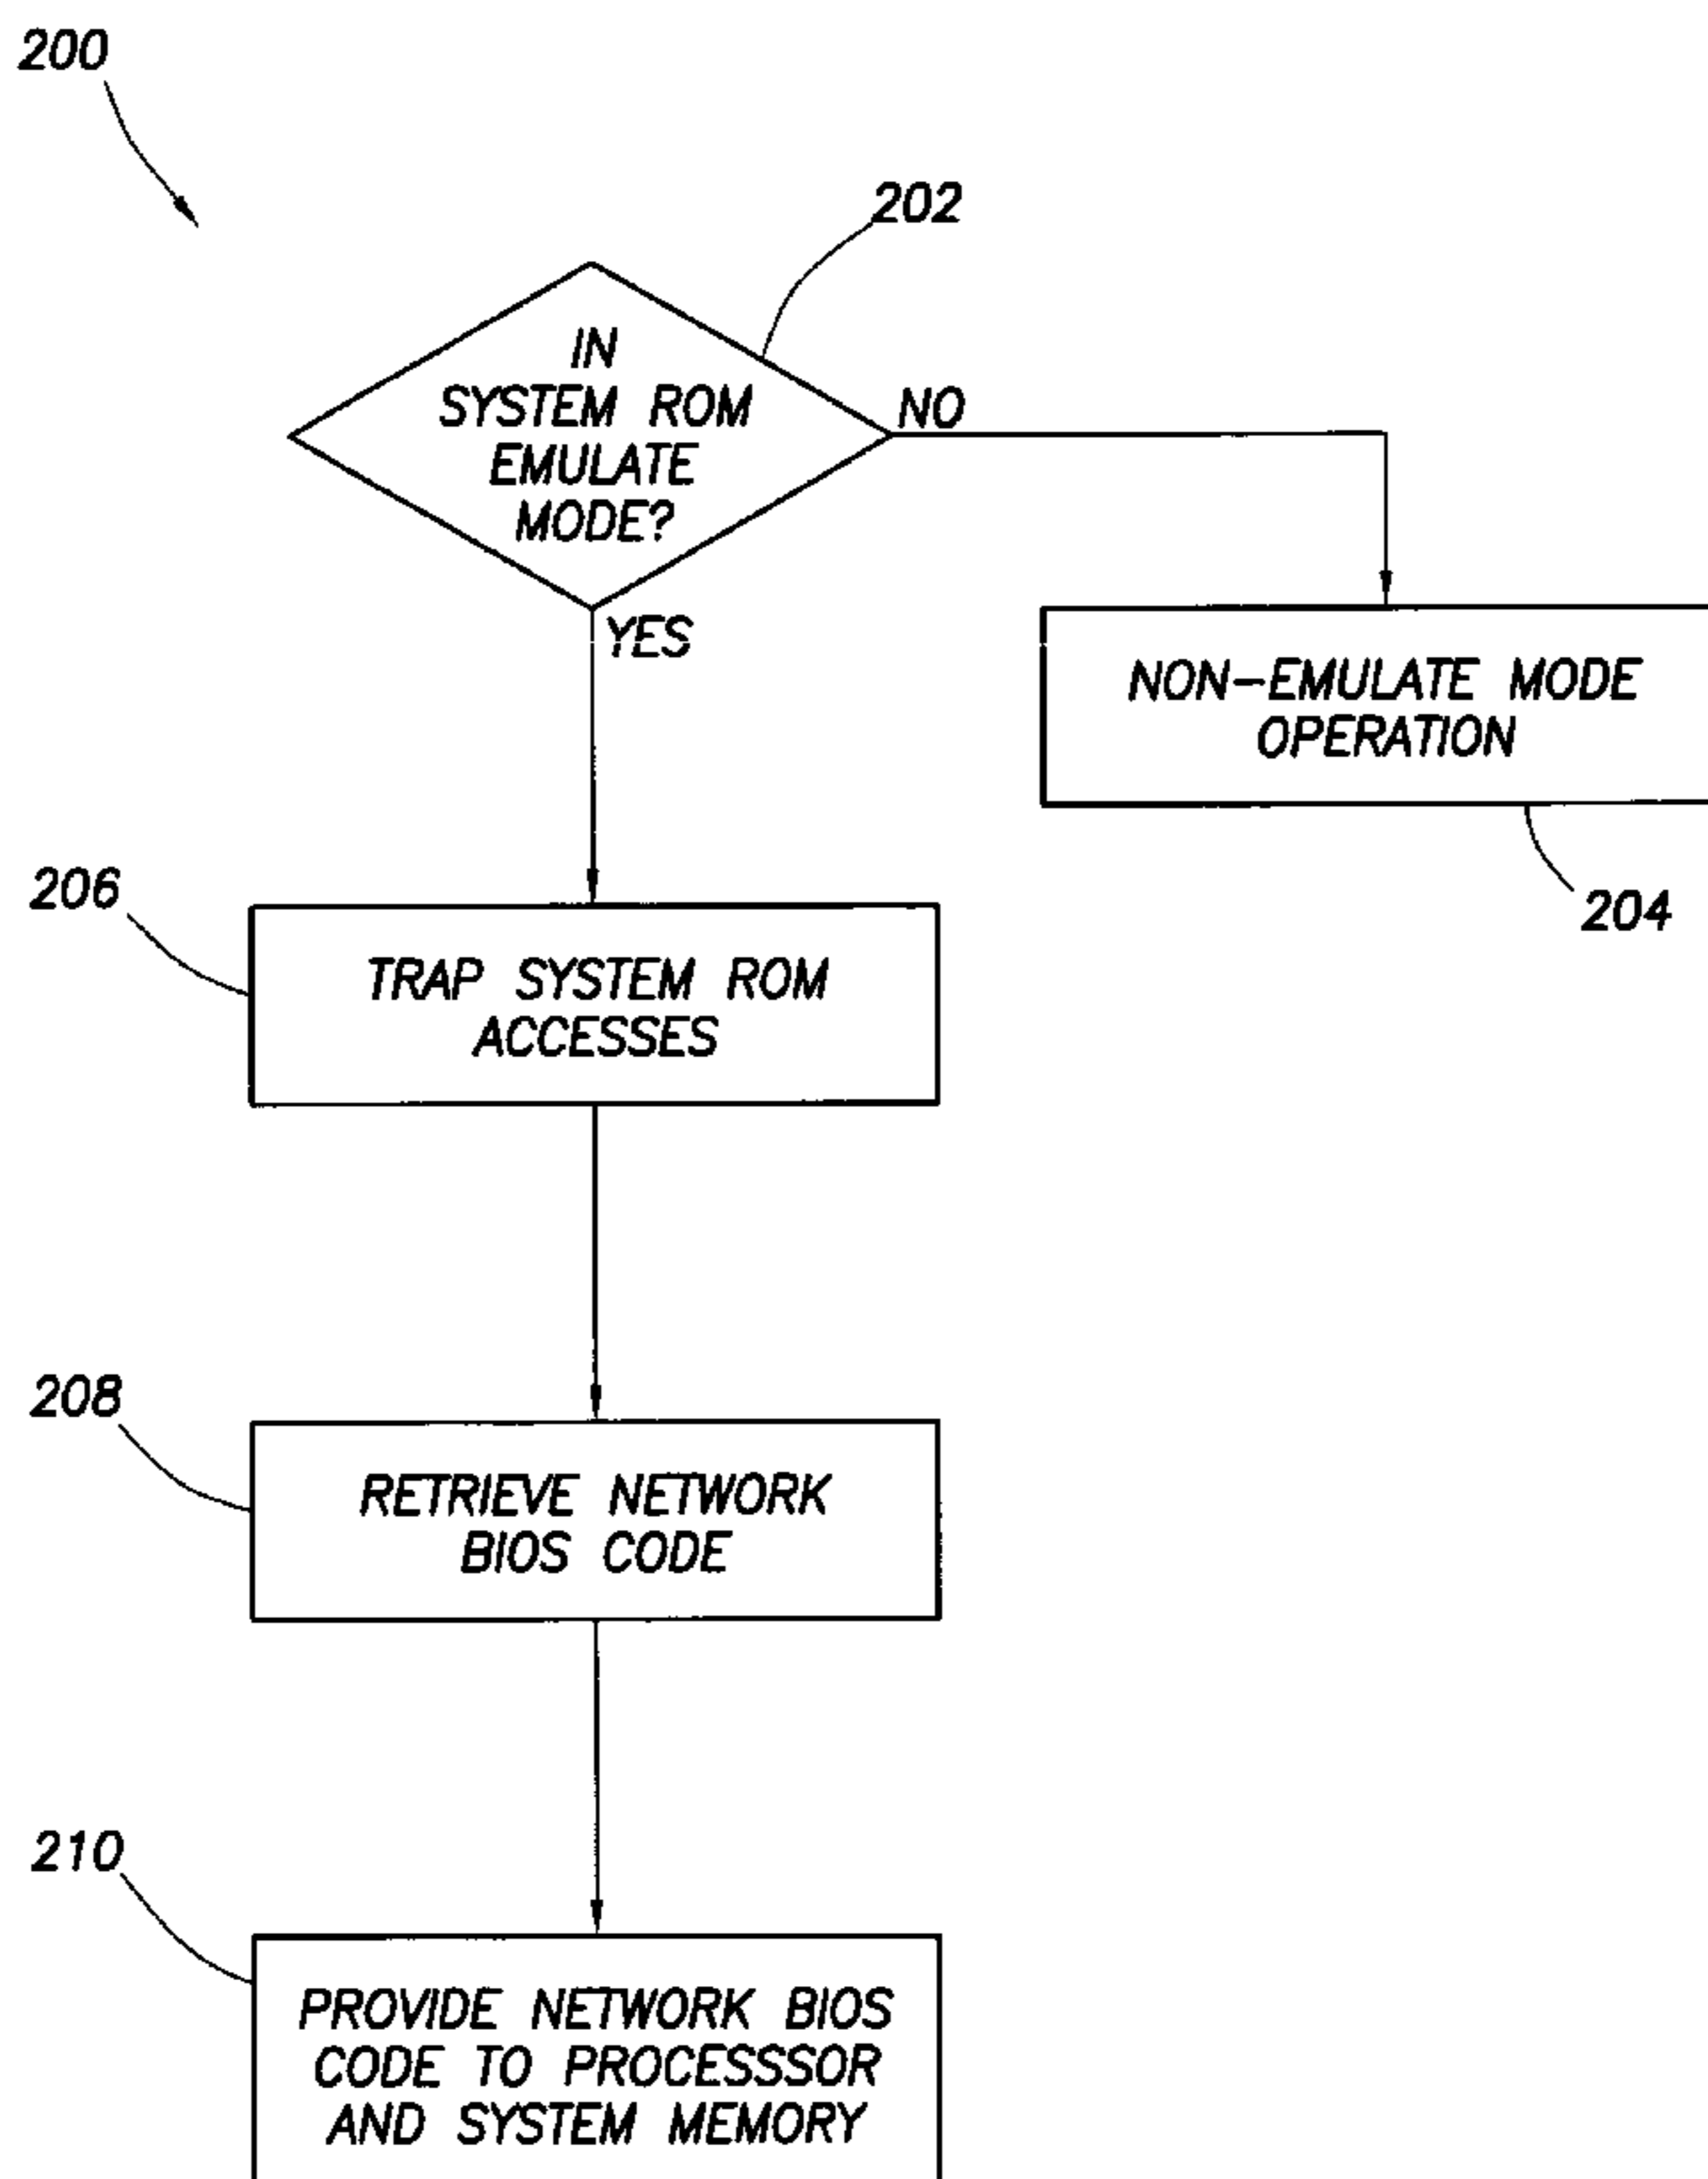 200
202
IN
SYSTEM ROM
EMULATE
MODE?
NO
YES
NON-EMULATE MODE
OPERATION
204
206
TRAP SYSTEM ROM
ACCESSES
208
RETRIEVE NETWORK
BIOS CODE
210
PROVIDE NETWORK BIOS
CODE TO PROCESSSOR
AND SYSTEM MEMORY